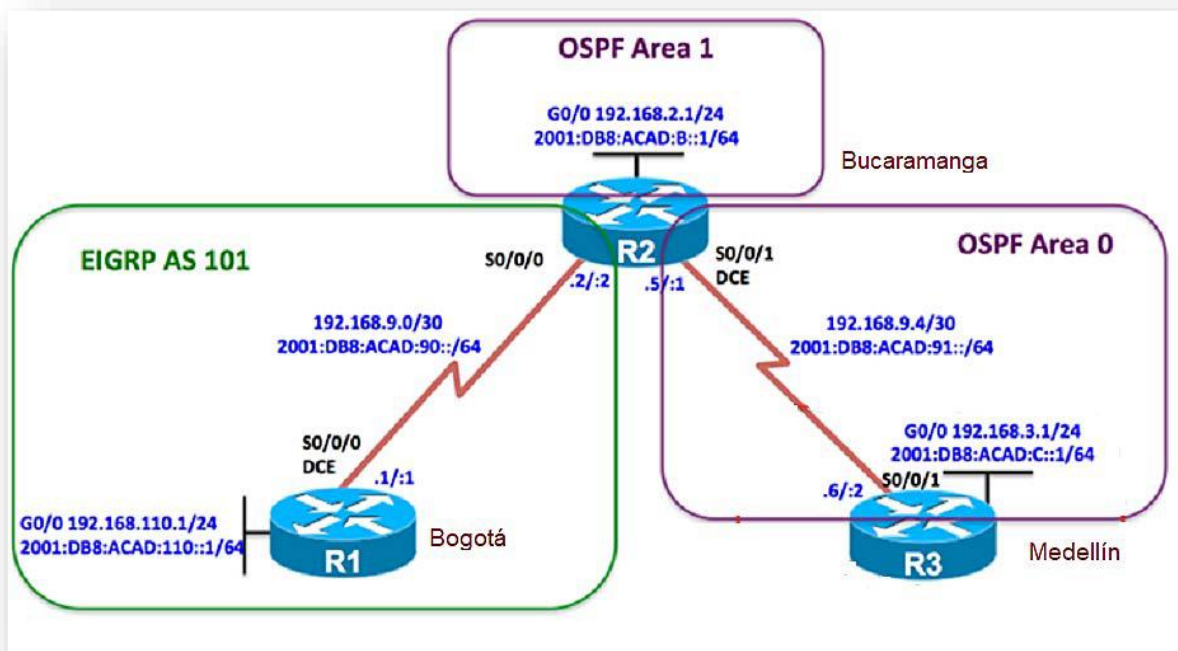 OSPF Area 1
G0/0 192.168.2.1/24
2001:DB8:ACAD:B::1/64
Bucaramanga
EIGRP AS 101
OSPF Area 0
R2
S0/0/0
.2/:2
.5/:1
S0/0/1
DCE
192.168.9.0/30
2001:DB8:ACAD:90::/64
192.168.9.4/30
2001:DB8:ACAD:91::/64
S0/0/0
DCE
.1/:1
G0/0 192.168.3.1/24
2001:DB8:ACAD:C::1/64
.6/:2
S0/0/1
G0/0 192.168.110.1/24
2001:DB8:ACAD:110::1/64
R1
Bogotá
R3
Medellín